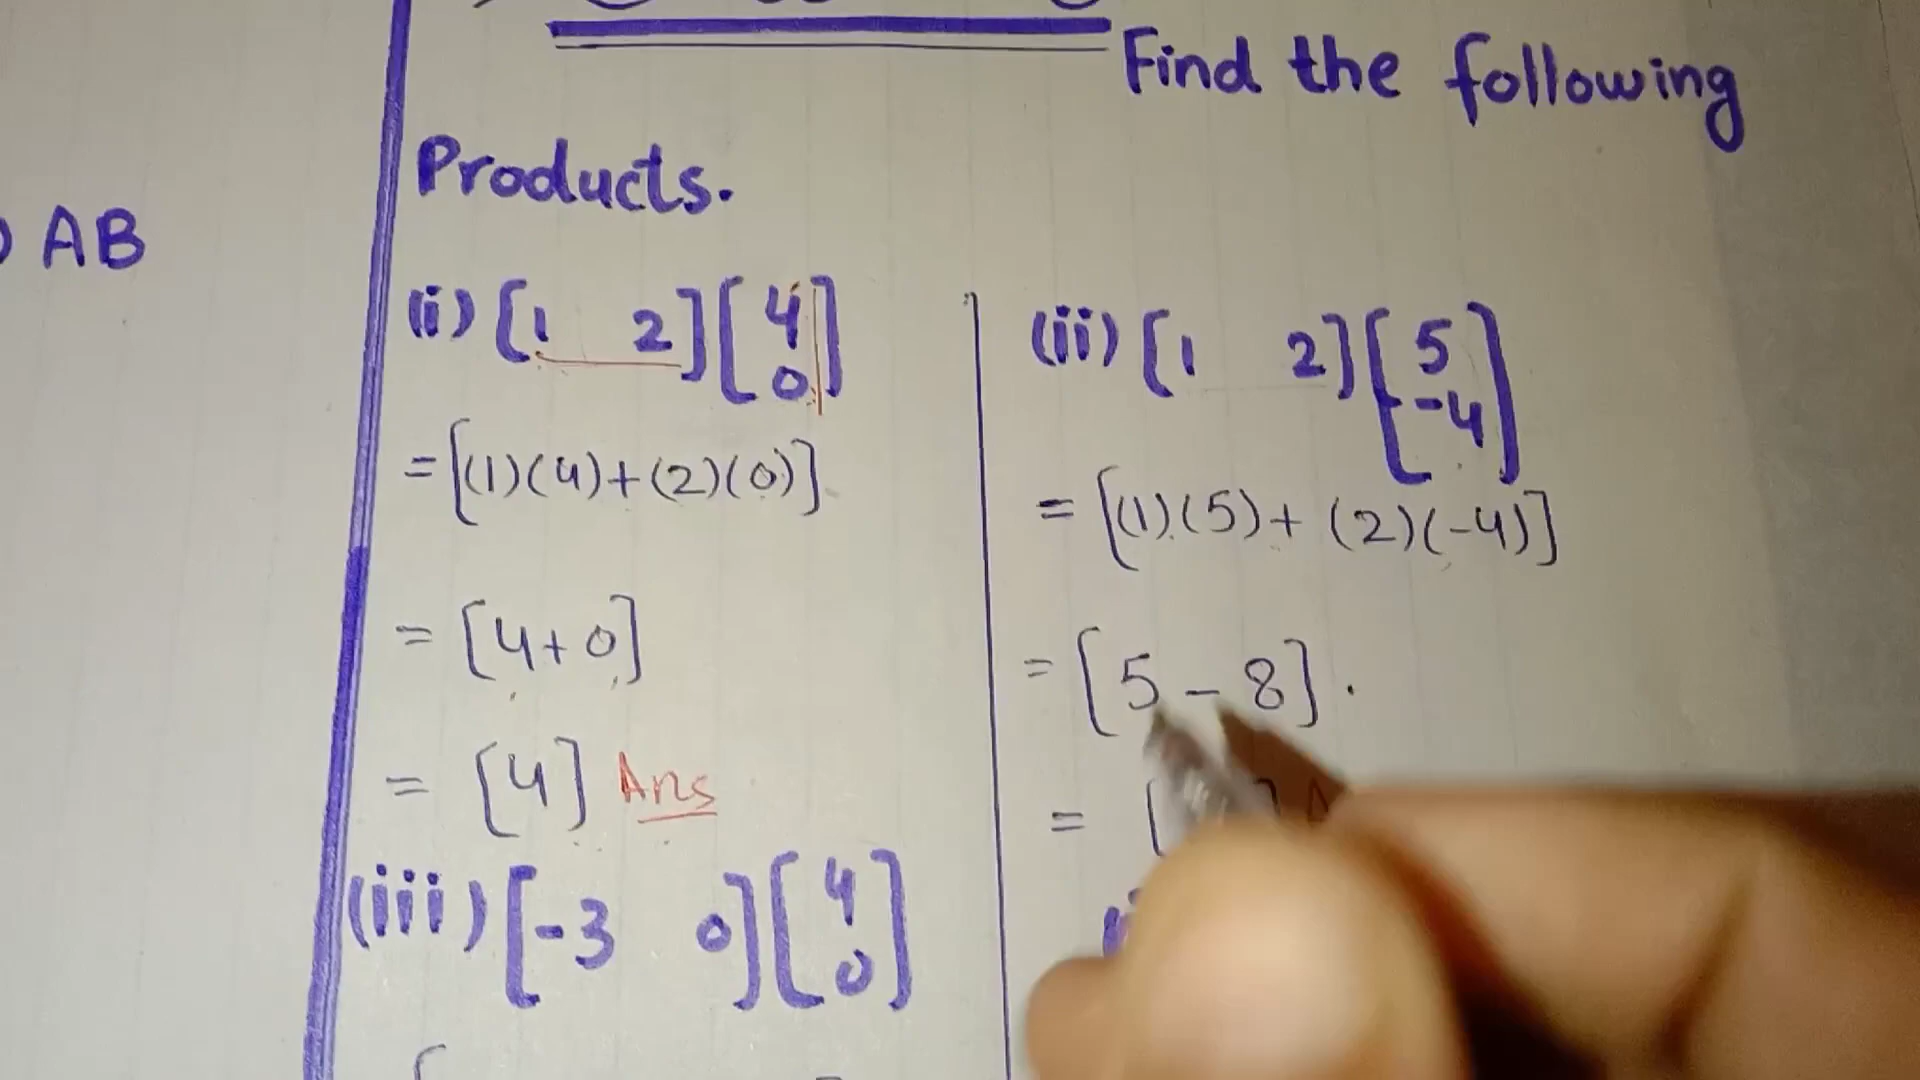 Find the following
Products.
) AB
(i) [1 2][4
0]
= [(1)(4)+(2)(0)]
= [4+0]
= [4] Ans
(ii) [1 2][5
-4]
= [(1)(5)+ (2)(-4)]
= [5-8].
= [
(iii) [-3 0][4
0]